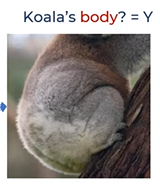 Koala’s body? = Y